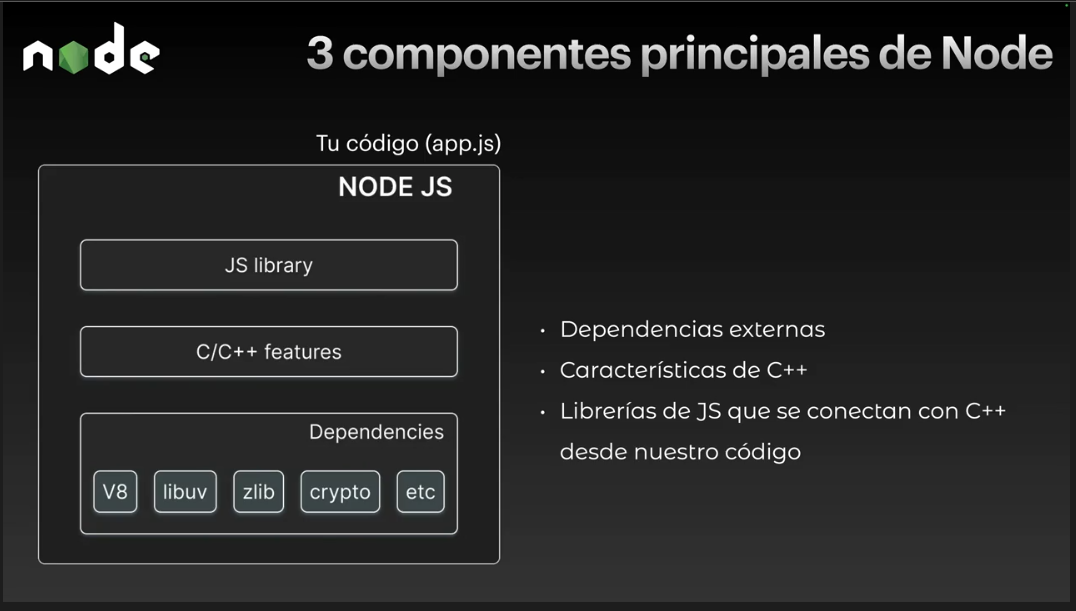 node
3 componentes principales de Node
Tu código (app.js)
NODE JS
JS library
C/C++ features
Dependencies
V8
libuv
zlib
crypto
etc
• Dependencias externas
• Características de C++
• Librerías de JS que se conectan con C++
desde nuestro código